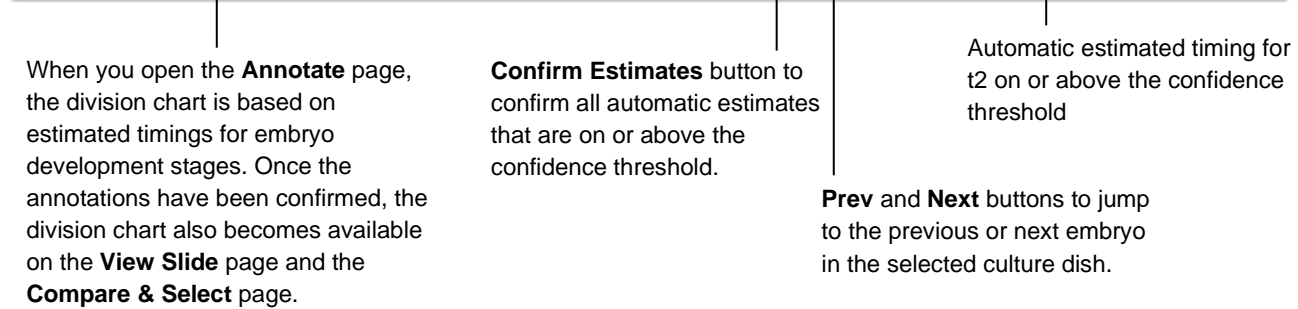 When you open the Annotate page,
the division chart is based on
estimated timings for embryo
development stages. Once the
annotations have been confirmed, the
division chart also becomes available
on the View Slide page and the
Compare & Select page.
Confirm Estimates button to
confirm all automatic estimates
that are on or above the
confidence threshold.
Prev and Next buttons to jump
to the previous or next embryo
in the selected culture dish.
Automatic estimated timing for
t2 on or above the confidence
threshold